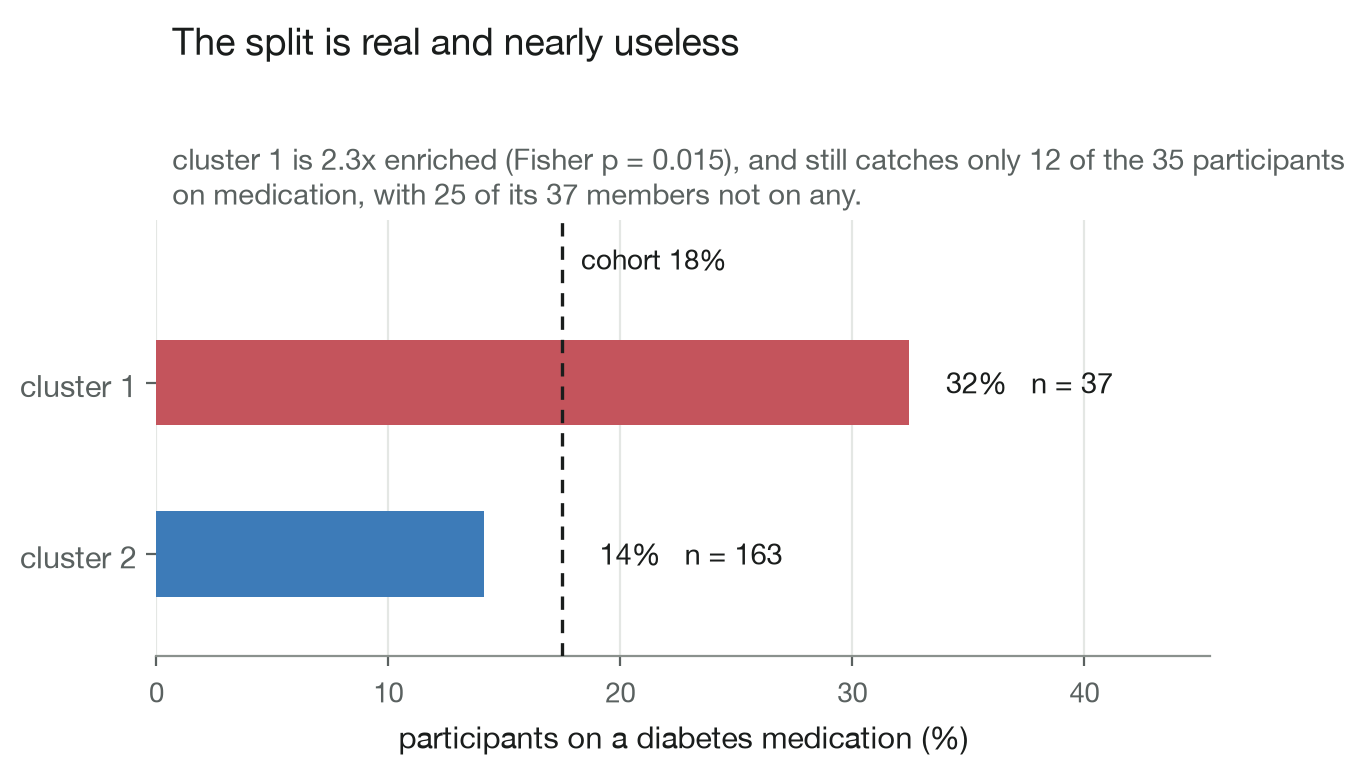 The split is real and nearly useless
cluster 1 is 2.3x enriched (Fisher p = 0.015), and still catches only 12 of the 35 participants
on medication, with 25 of its 37 members not on any.
cohort 18%
cluster 1
32% n = 37
cluster 2
14% n = 163
0 10 20 30 40
participants on a diabetes medication (%)